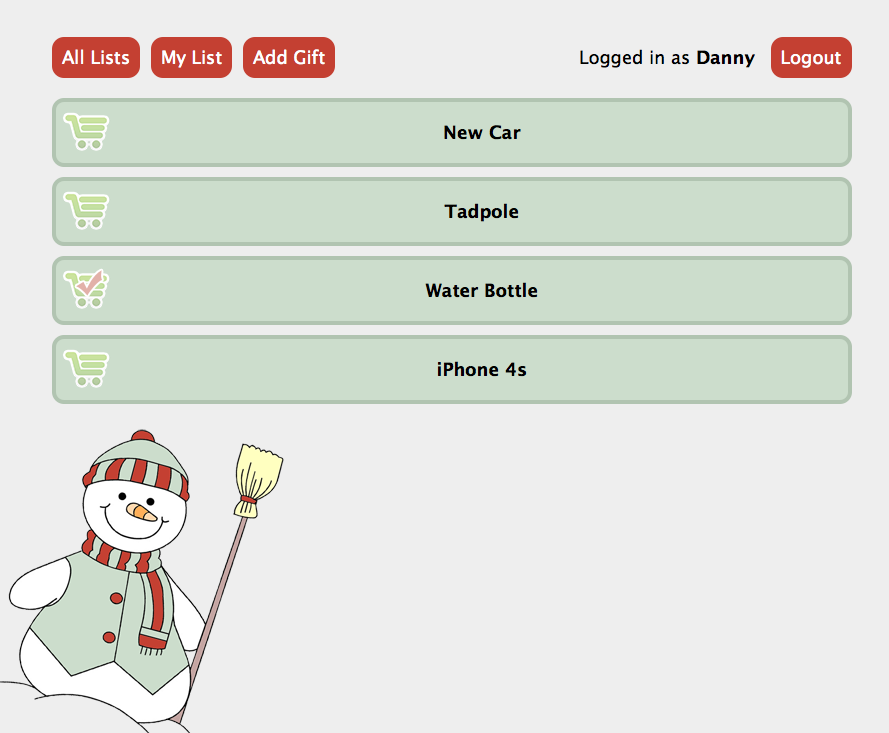 All Lists My List Add Gift Logged in as Danny Logout
New Car
Tadpole
Water Bottle
iPhone 4s